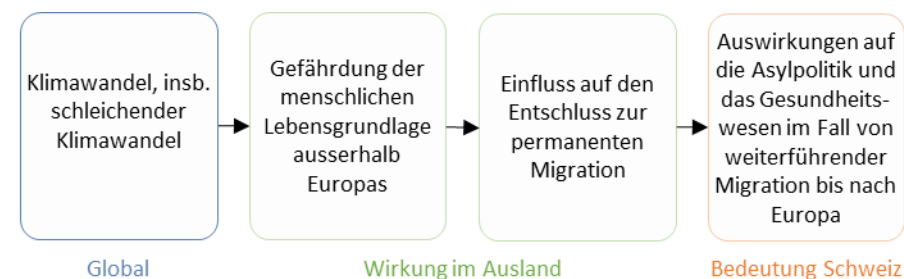 Klimawandel, insb.
schleichender
Klimawandel
Gefährdung der
menschlichen
Lebensgrundlage
ausserhalb
Europas
Einfluss auf den
Entschluss zur
permanenten
Migration
Auswirkungen auf
die Asylpolitik und
das Gesundheits-
wesen im Fall von
weiterführender
Migration bis nach
Europa
Global
Wirkung im Ausland
Bedeutung Schweiz